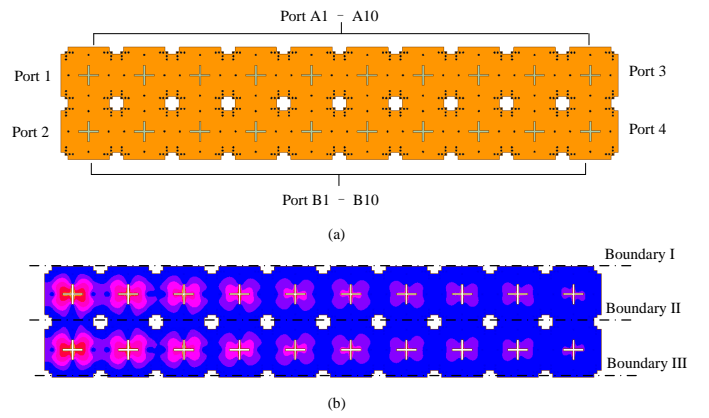 Port A1 - A10
Port 1
Port 3
Port 2
Port 4
Port B1 - B10
(a)
Boundary I
Boundary II
Boundary III
(b)